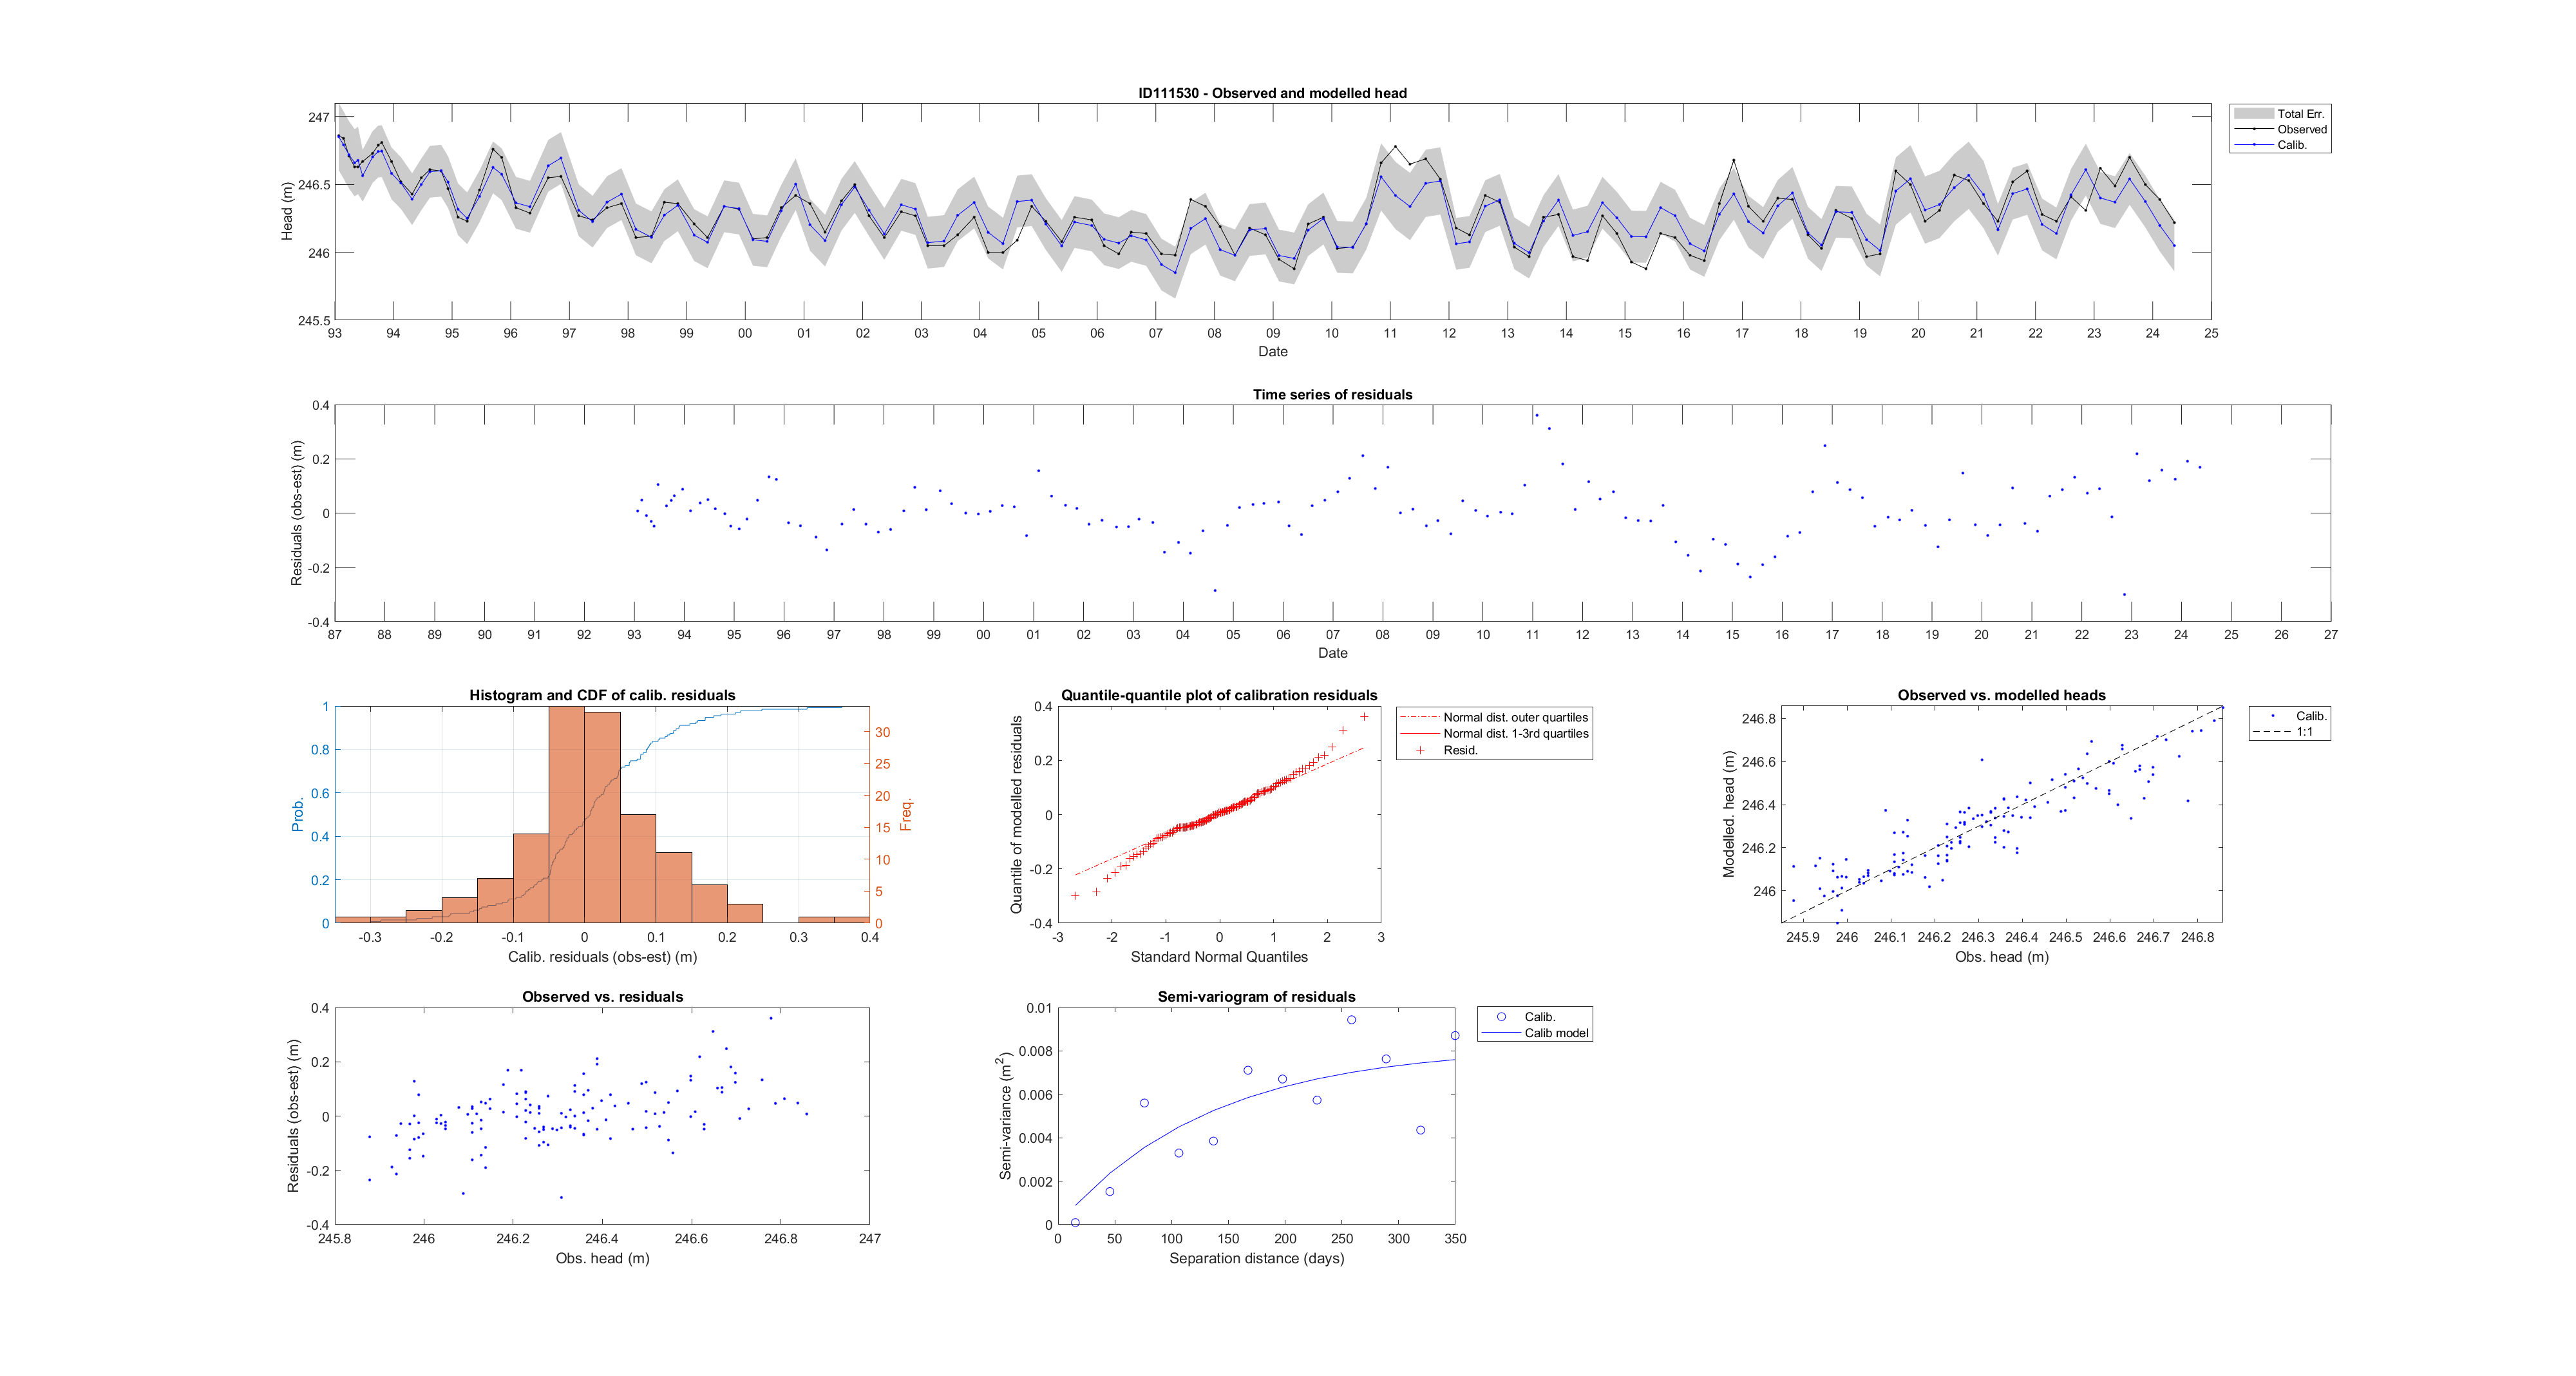 ID111530 - Observed and modelled head
Head (m)
247
246.5
246
245.5
93 94 95 96 97 98 99 00 01 02 03 04 05 06 07 08 09 10 11 12 13 14 15 16 17 18 19 20 21 22 23 24 25
Date
Total Err.
Observed
Calib.
Time series of residuals
Residuals (obs-est) (m)
0.4
0.2
0
-0.2
-0.4
87 88 89 90 91 92 93 94 95 96 97 98 99 00 01 02 03 04 05 06 07 08 09 10 11 12 13 14 15 16 17 18 19 20 21 22 23 24 25 26 27
Date
Histogram and CDF of calib. residuals
Prob.
1
0.8
0.6
0.4
0.2
0
Freq.
30
25
20
15
10
5
0
-0.3 -0.2 -0.1 0 0.1 0.2 0.3 0.4
Calib. residuals (obs-est) (m)
Quantile-quantile plot of calibration residuals
Quantile of modelled residuals
0.4
0.2
0
-0.2
-0.4
-3 -2 -1 0 1 2 3
Standard Normal Quantiles
Normal dist. outer quartiles
Normal dist. 1-3rd quartiles
Resid.
Observed vs. modelled heads
Modelled. head (m)
246.8
246.6
246.4
246.2
246
245.9 246 246.1 246.2 246.3 246.4 246.5 246.6 246.7 246.8
Obs. head (m)
Calib.
1:1
Observed vs. residuals
Residuals (obs-est) (m)
0.4
0.2
0
-0.2
-0.4
245.8 246 246.2 246.4 246.6 246.8 247
Obs. head (m)
Semi-variogram of residuals
Semi-variance (m²)
0.01
0.008
0.006
0.004
0.002
0
0 50 100 150 200 250 300 350
Separation distance (days)
Calib.
Calib model